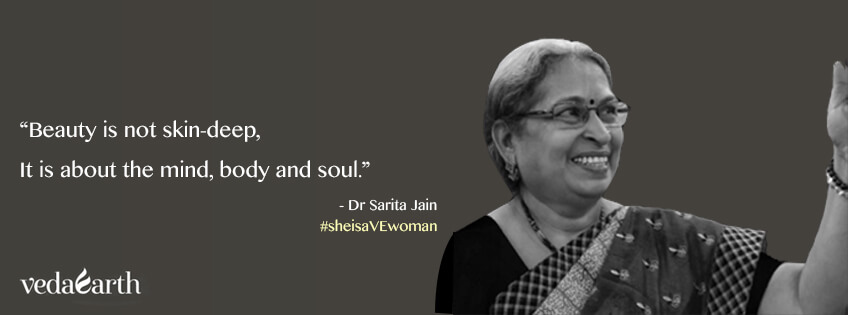 “Beauty is not skin-deep,
It is about the mind, body and soul.”
- Dr Sarita Jain
#sheisaVEwoman
vedaearth